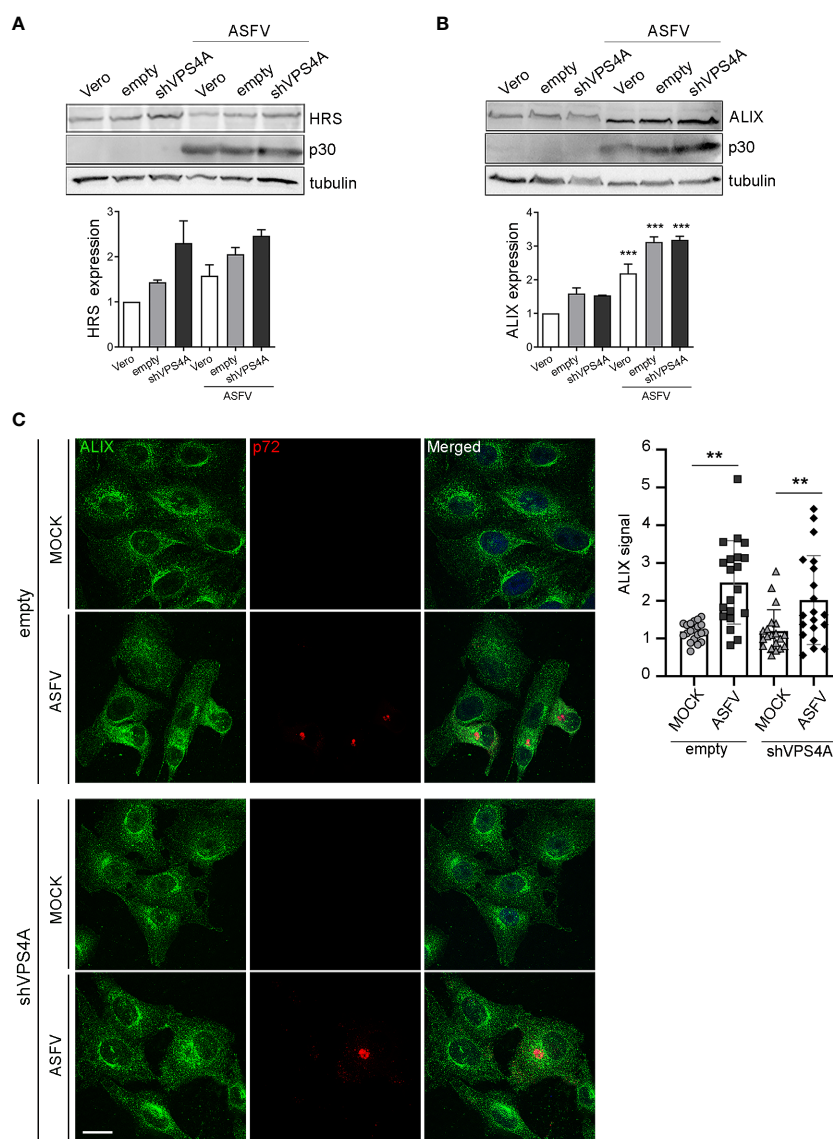 A
ASFV
Vero
empty
shVPS4A
Vero
empty
shVPS4A
HRS
p30
tubulin
HRS expression
3
2
1
0
Vero
empty
shVPS4A
Vero
empty
shVPS4A
ASFV
B
ASFV
Vero
empty
shVPS4A
Vero
empty
shVPS4A
ALIX
p30
tubulin
ALIX expression
4
3
2
1
0
***
***
***
Vero
empty
shVPS4A
Vero
empty
shVPS4A
ASFV
C
empty
MOCK
ALIX
p72
Merged
ASFV
shVPS4A
MOCK
ASFV
ALIX signal
6
5
4
3
2
1
0
**
**
MOCK
ASFV
MOCK
ASFV
empty
shVPS4A